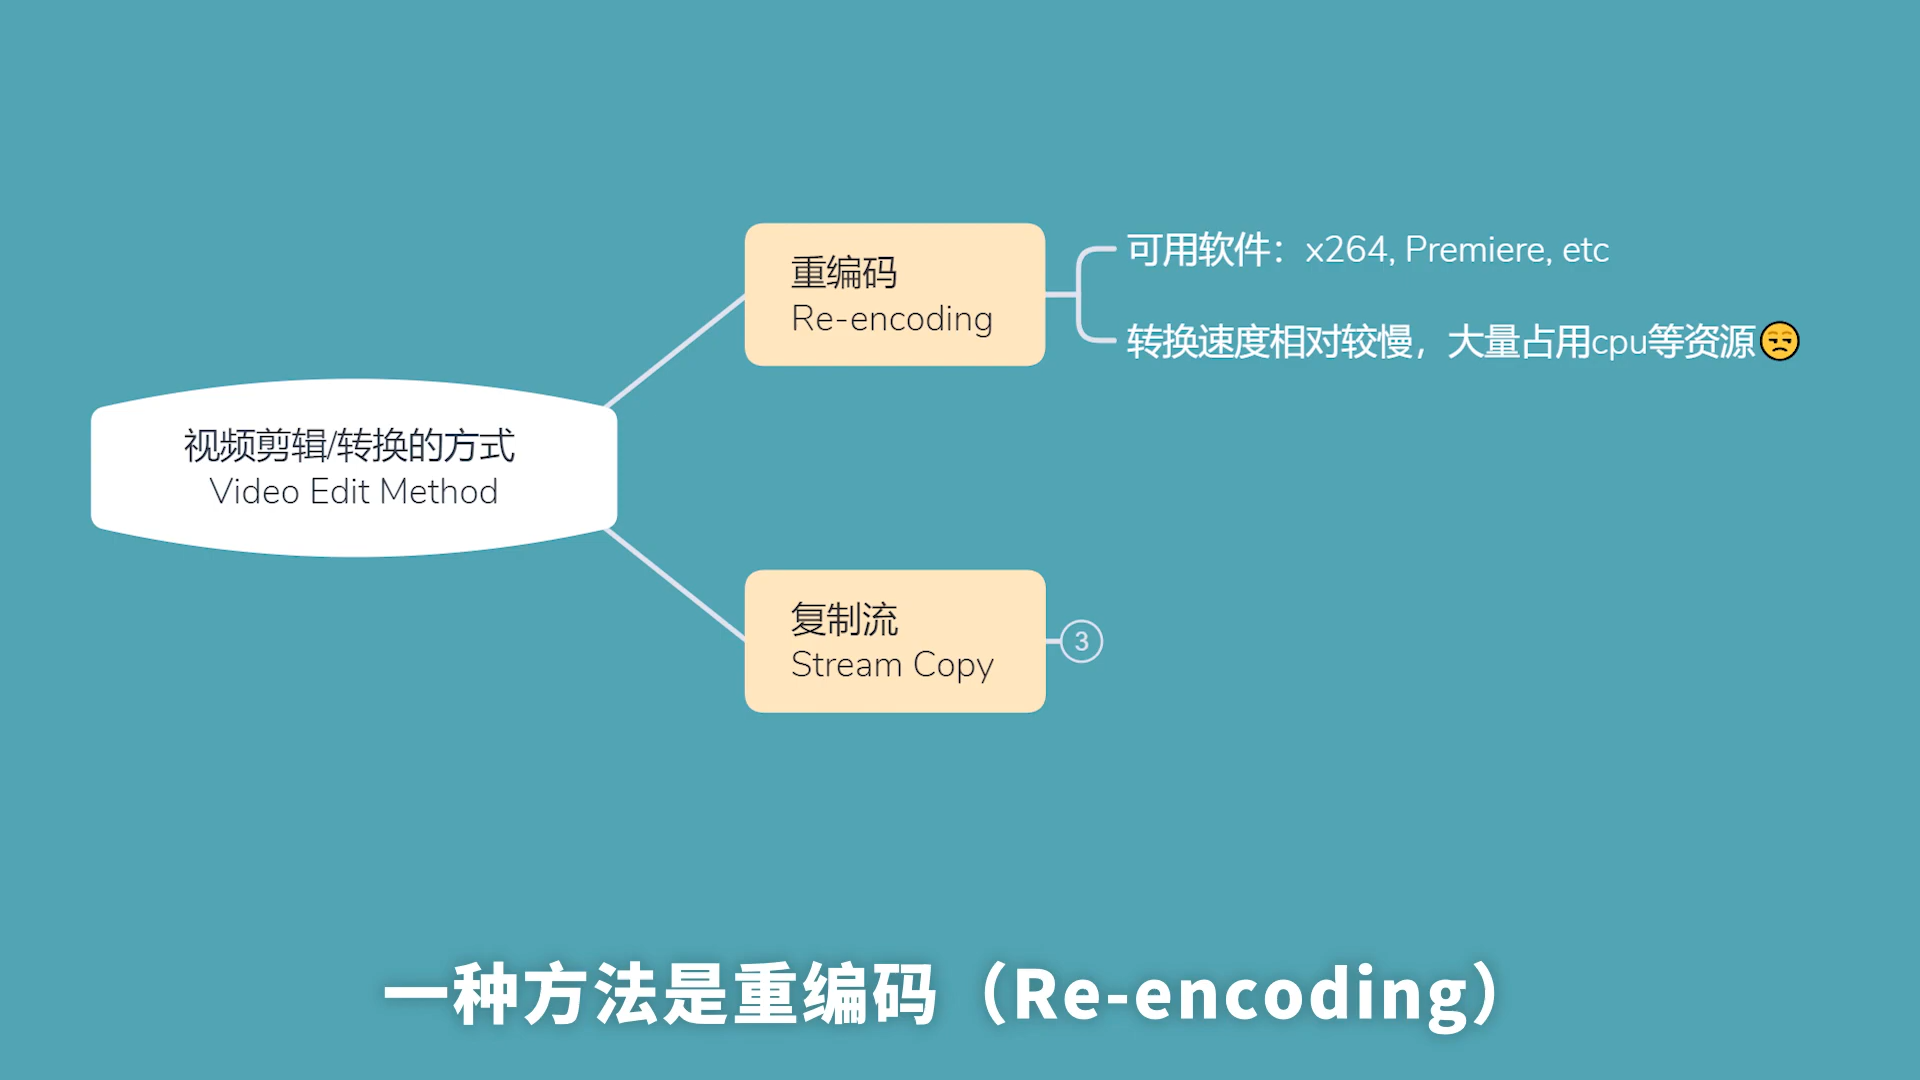 视频剪辑/转换的方式
Video Edit Method
重编码
Re-encoding
可用软件：x264, Premiere, etc
转换速度相对较慢，大量占用cpu等资源😒
复制流
Stream Copy
3
一种方法是重编码（Re-encoding）